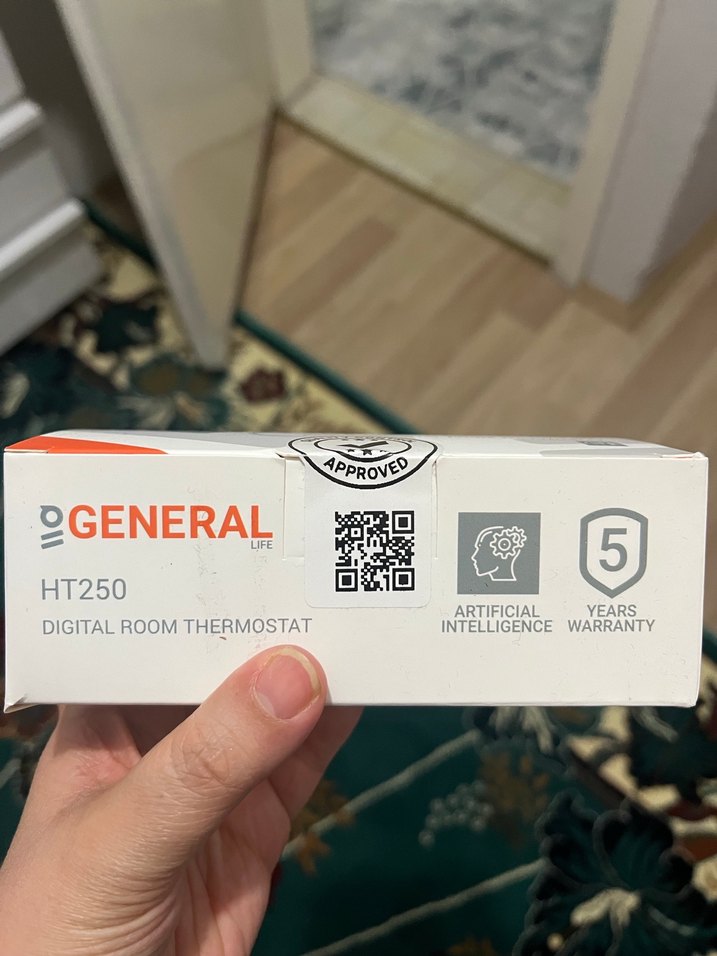 APPROVED
GENERAL
LIFE
HT250
DIGITAL ROOM THERMOSTAT
ARTIFICIAL
INTELLIGENCE
5
YEARS
WARRANTY